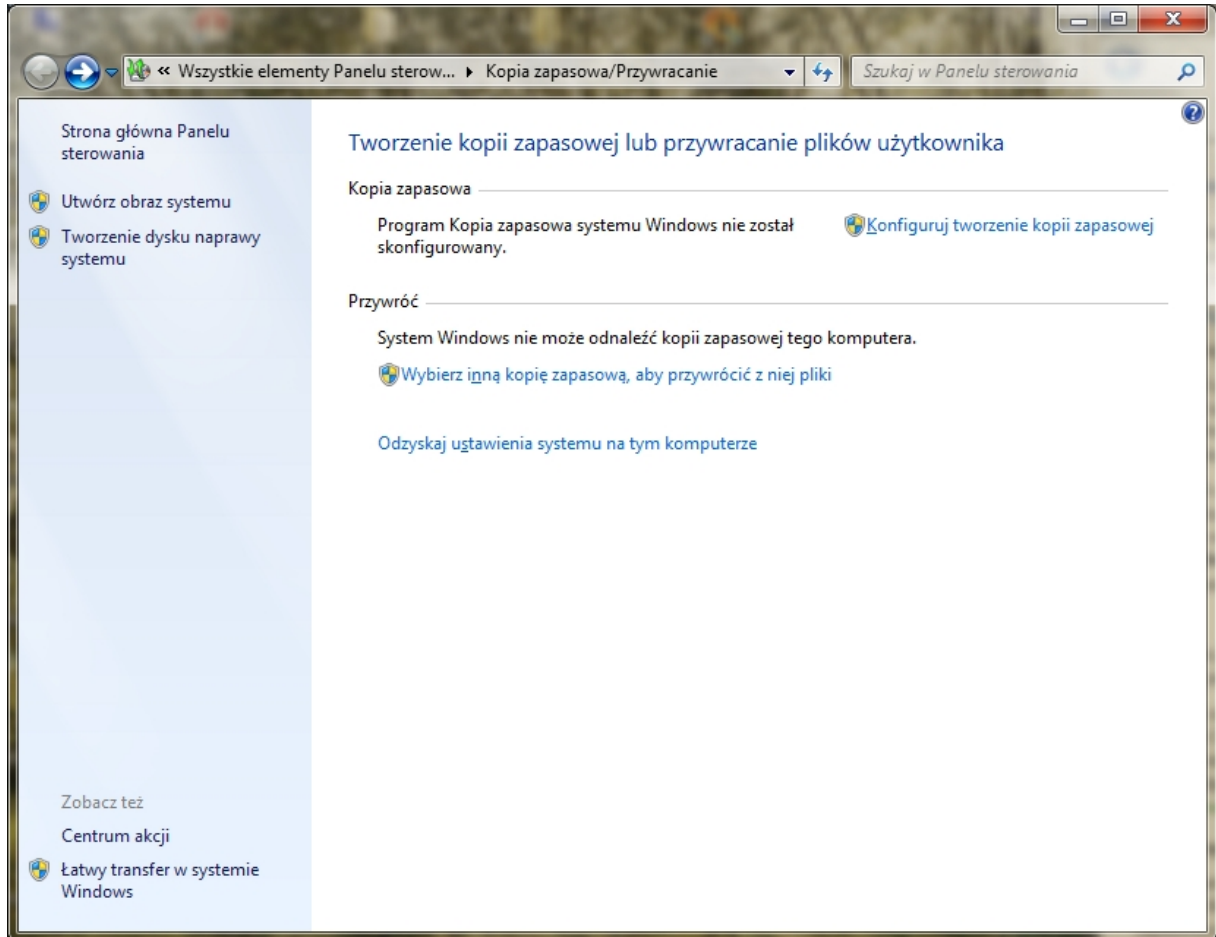 « Wszystkie elementy Panelu sterow... Kopia zapasowa/Przywracanie
Szukaj w Panelu sterowania
Strona główna Panelu
sterowania
Utwórz obraz systemu
Tworzenie dysku naprawy
systemu
Tworzenie kopii zapasowej lub przywracanie plików użytkownika
Kopia zapasowa
Program Kopia zapasowa systemu Windows nie został
skonfigurowany.
Konfiguruj tworzenie kopii zapasowej
Przywróć
System Windows nie może odnaleźć kopii zapasowej tego komputera.
Wybierz inną kopię zapasową, aby przywrócić z niej pliki
Odzyskaj ustawienia systemu na tym komputerze
Zobacz też
Centrum akcji
Łatwy transfer w systemie
Windows